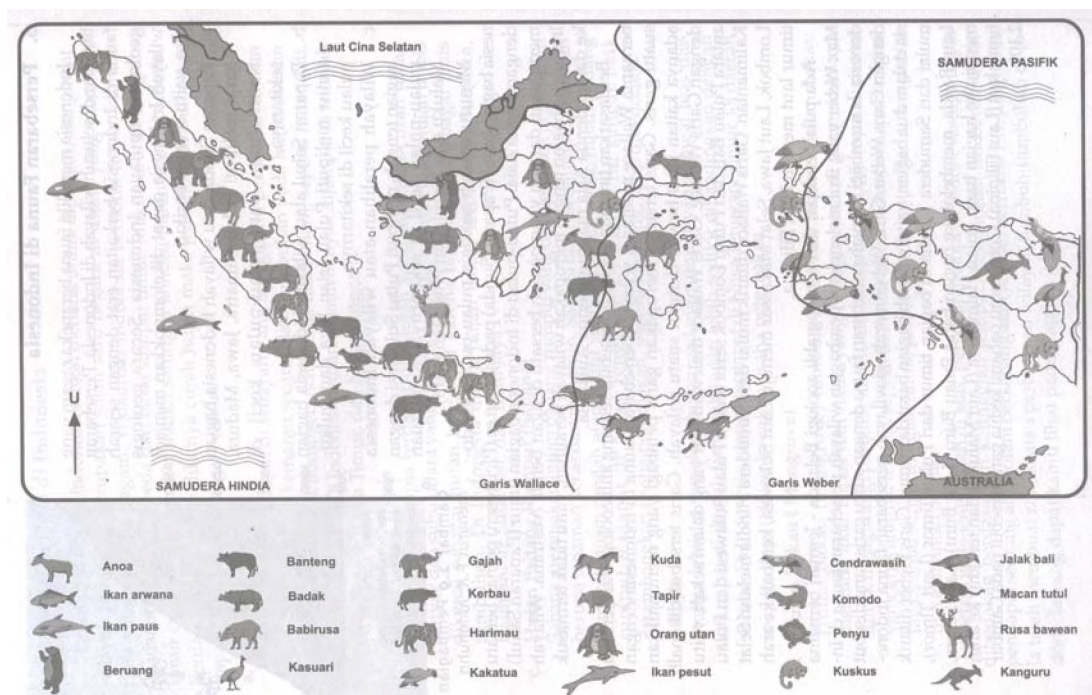 Laut Cina Selatan
SAMUDERA PASIFIK
U
SAMUDERA HINDIA
Garis Wallace
Garis Weber
AUSTRALIA
Anoa
Banteng
Gajah
Kuda
Cendrawasih
Jalak bali
Ikan arwana
Badak
Kerbau
Tapir
Komodo
Macan tutul
Ikan paus
Babirusa
Harimau
Orang utan
Penyu
Rusa bawean
Beruang
Kasuari
Kakatua
Ikan pesut
Kuskus
Kanguru